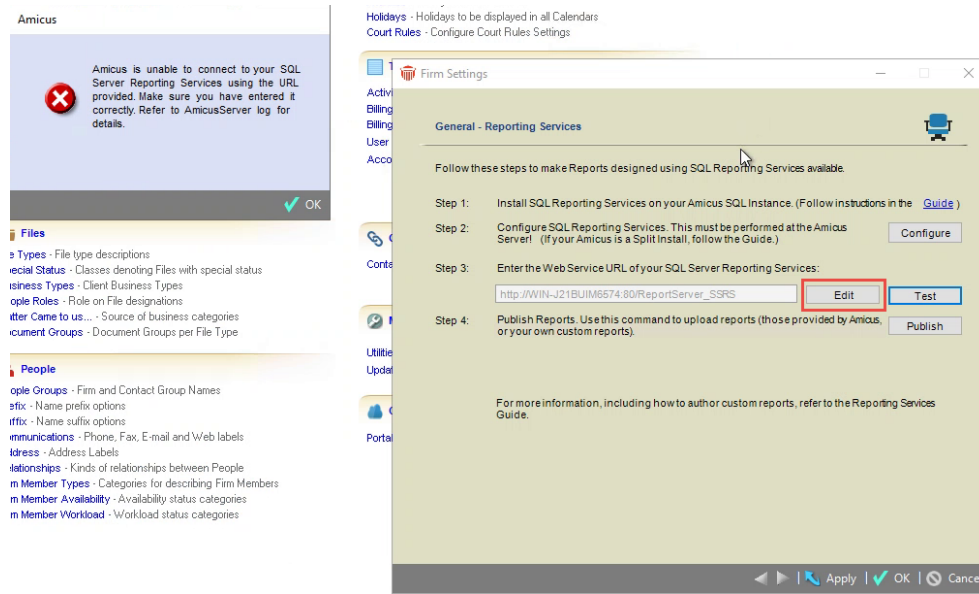 Amicus
Amicus is unable to connect to your SQL
Server Reporting Services using the URL
provided. Make sure you have entered it
correctly. Refer to AmicusServer log for
details.
OK
Files
Types - File type descriptions
Status - Classes denoting Files with special status
Types - Client Business Types
Roles - Role on File designations
Came to us... - Source of business categories
Groups - Document Groups per File Type
People
Groups - Firm and Contact Group Names
- Name prefix options
- Name suffix options
- Phone, Fax, E-mail and Web labels
- Address Labels
- Kinds of relationships between People
Member Types - Categories for describing Firm Members
Member Availability - Availability status categories
Member Workload - Workload status categories
Holidays - Holidays to be displayed in all Calendars
Court Rules - Configure Court Rules Settings
Billing
Billing
User
Firm Settings
General - Reporting Services
Follow these steps to make Reports designed using SQL Reporting Services available.
Step 1: Install SQL Reporting Services on your Amicus SQL Instance. (Follow instructions in the Guide )
Step 2: Configure SQL Reporting Services. This must be performed at the Amicus
Server! (If your Amicus is a Split Install, follow the Guide.)
Configure
Step 3: Enter the Web Service URL of your SQL Server Reporting Services:
http://WIN-J21BUIM6574:80/ReportServer_SSRS Edit Test
Step 4: Publish Reports. Use this command to upload reports (those provided by Amicus,
or your own custom reports).
Publish
For more information, including how to author custom reports, refer to the Reporting Services
Guide.
Apply OK